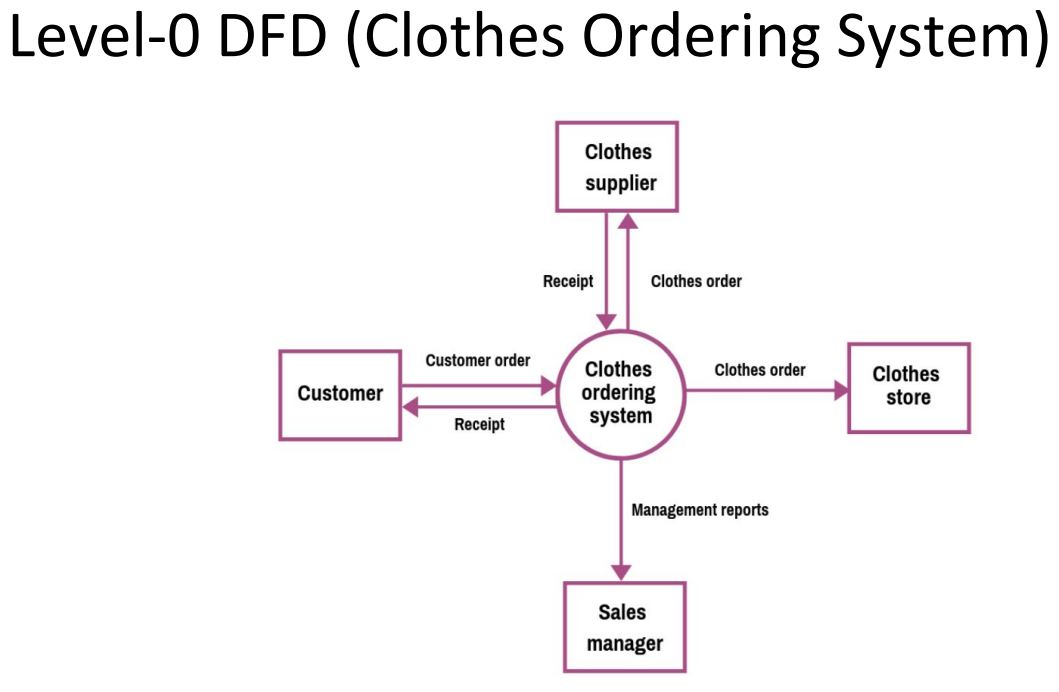 Level-0 DFD (Clothes Ordering System)
Clothes
supplier
Receipt
Clothes order
Customer
Customer order
Receipt
Clothes
ordering
system
Clothes order
Clothes
store
Management reports
Sales
manager